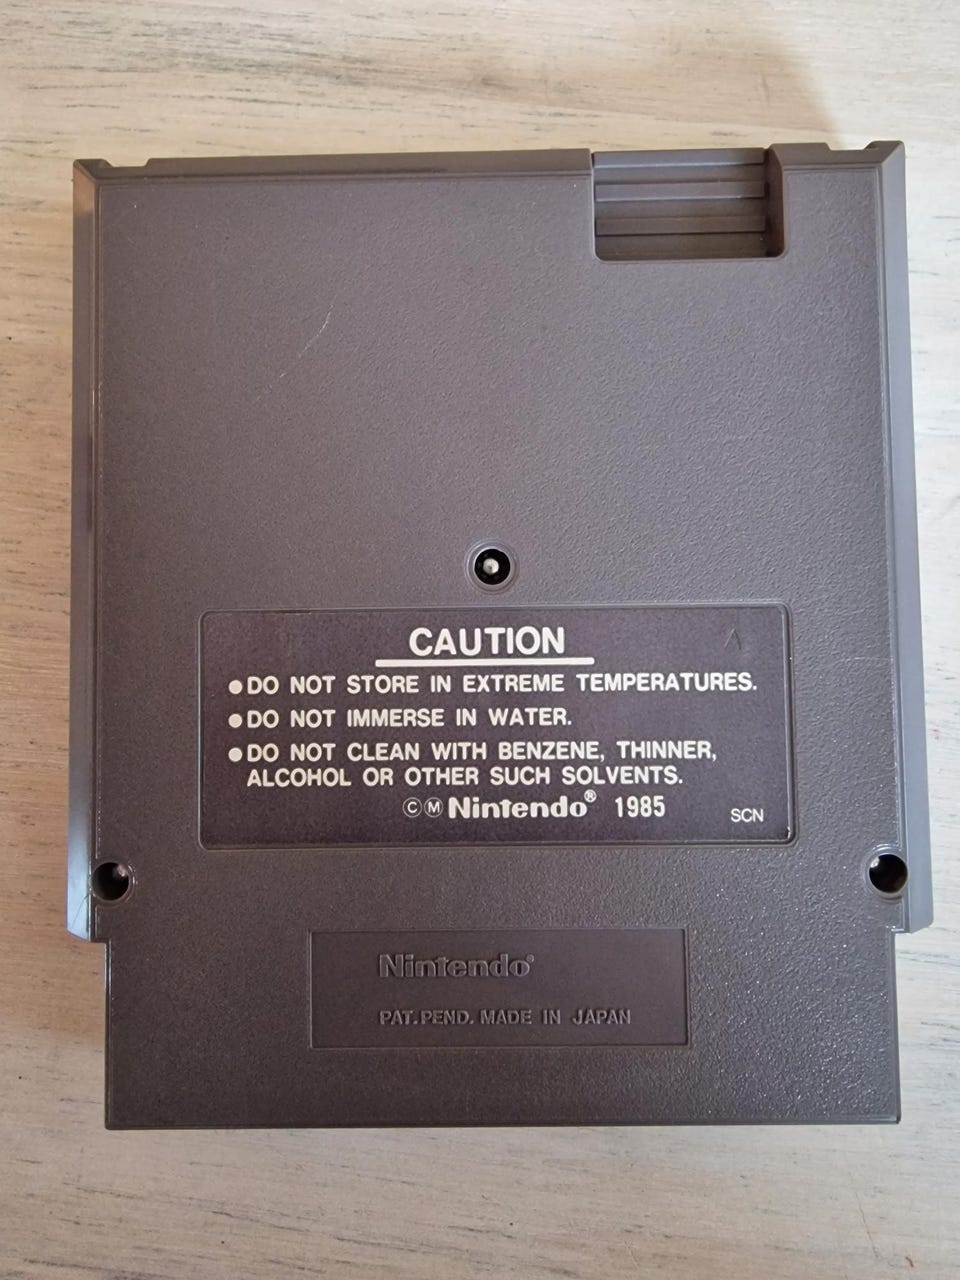 CAUTION
●DO NOT STORE IN EXTREME TEMPERATURES.
●DO NOT IMMERSE IN WATER.
●DO NOT CLEAN WITH BENZENE, THINNER,
ALCOHOL OR OTHER SUCH SOLVENTS.
ⒸⓂNintendo® 1985
SCN
Nintendo®
PAT. PEND. MADE IN JAPAN